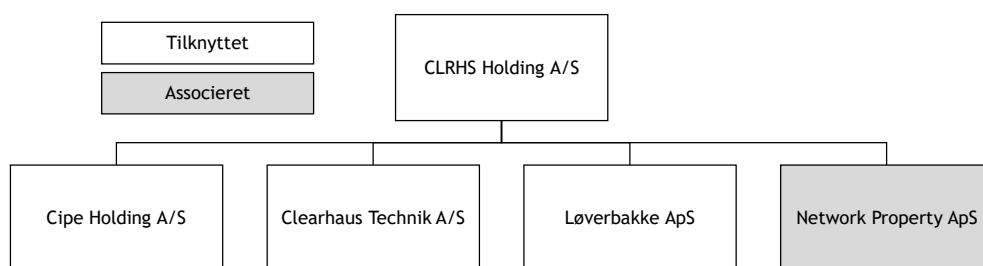 Tilknyttet
Associeret
CLRHS Holding A/S
Cipe Holding A/S
Clearhaus Technik A/S
Løverbakke ApS
Network Property ApS